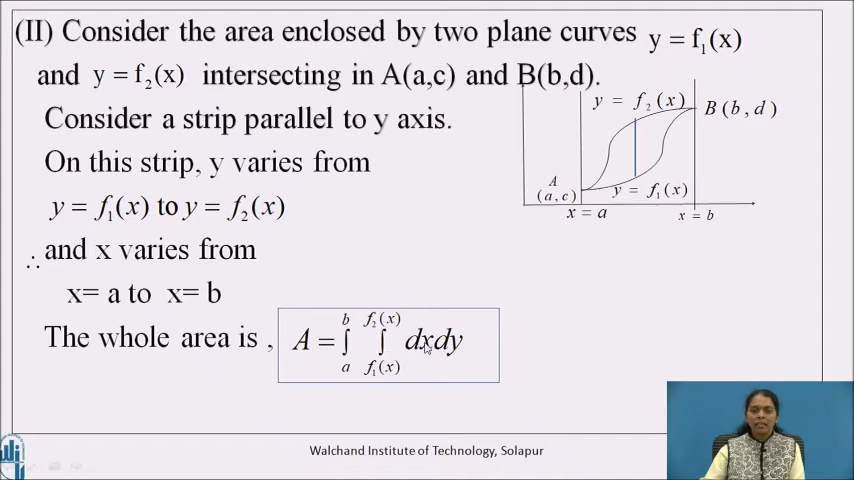 (II) Consider the area enclosed by two plane curves y = f₁(x)
and y = f₂(x) intersecting in A(a,c) and B(b,d).
Consider a strip parallel to y axis.
On this strip, y varies from
y = f₁(x) to y = f₂(x)
∴ and x varies from
x= a to x= b
The whole area is , A = ∫ₐᵇ ∫_{f₁(x)}^{f₂(x)} dxdy
y = f₂(x)
B (b, d)
A
(a, c)
y = f₁(x)
x = a
x = b
Walchand Institute of Technology, Solapur